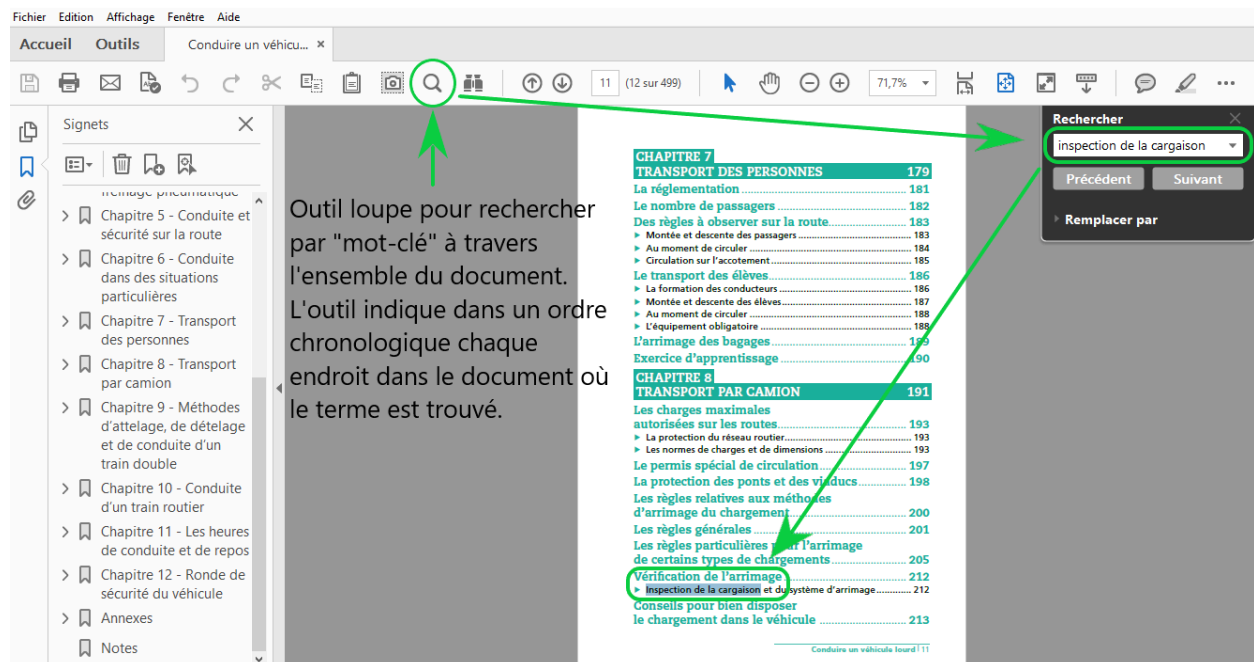 Fichier Edition Affichage Fenêtre Aide
Accueil Outils Conduire un véhicu... ×
11 (12 sur 499) 71,7%
Signets
freinage pneumatique
Chapitre 5 - Conduite et
sécurité sur la route
Chapitre 6 - Conduite
dans des situations
particulières
Chapitre 7 - Transport
des personnes
Chapitre 8 - Transport
par camion
Chapitre 9 - Méthodes
d'attelage, de dételage
et de conduite d'un
train double
Chapitre 10 - Conduite
d'un train routier
Chapitre 11 - Les heures
de conduite et de repos
Chapitre 12 - Ronde de
sécurité du véhicule
Annexes
Notes
Outil loupe pour rechercher
par "mot-clé" à travers
l'ensemble du document.
L'outil indique dans un ordre
chronologique chaque
endroit dans le document où
le terme est trouvé.
CHAPITRE 7
TRANSPORT DES PERSONNES 179
La réglementation 181
Le nombre de passagers 182
Des règles à observer sur la route 183
► Montée et descente des passagers 183
► Au moment de circuler 184
► Circulation sur l'accotement 185
Le transport des élèves 186
► La formation des conducteurs 186
► Montée et descente des élèves 187
► Au moment de circuler 188
► L'équipement obligatoire 188
L'arrimage des bagages 189
Exercice d'apprentissage 190
CHAPITRE 8
TRANSPORT PAR CAMION 191
Les charges maximales
autorisées sur les routes 193
► La protection du réseau routier 193
► Les normes de charges et de dimensions 193
Le permis spécial de circulation 197
La protection des ponts et des viaducs 198
Les règles relatives aux méthodes
d'arrimage du chargement 200
Les règles générales 201
Les règles particulières pour l'arrimage
de certains types de chargements 205
Vérification de l'arrimage 212
► Inspection de la cargaison et du système d'arrimage 212
Conseils pour bien disposer
le chargement dans le véhicule 213
Conduire un véhicule lourd | 11
Rechercher
inspection de la cargaison
Précédent Suivant
Remplacer par